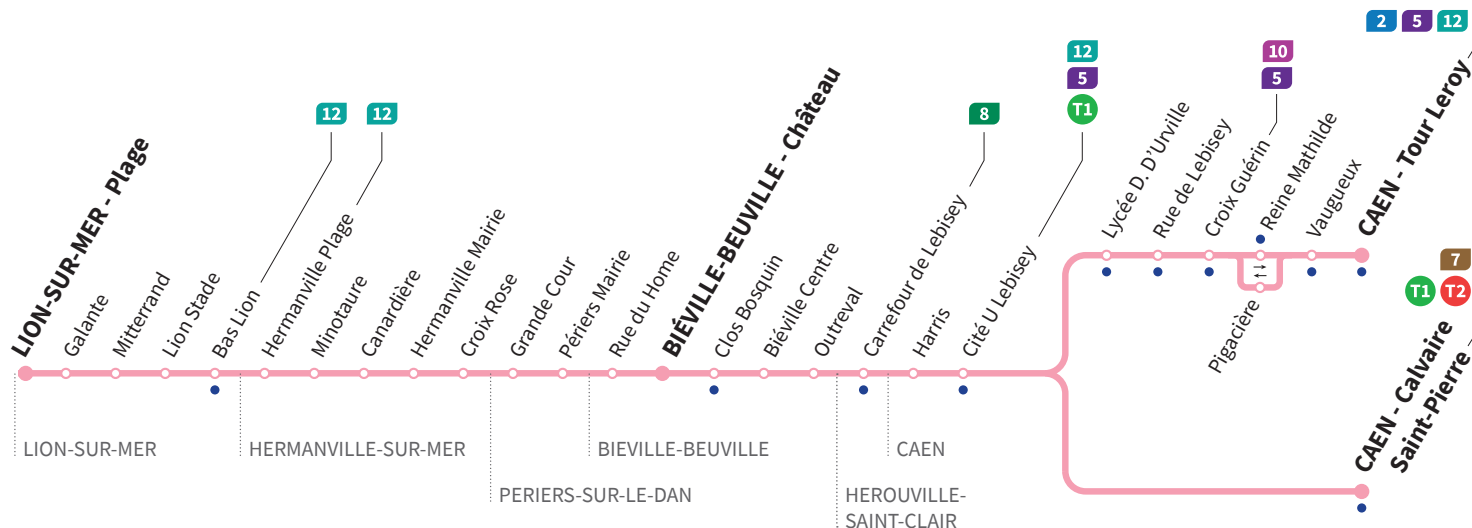 2 5 12
12
5
T1
10
5
12
12
8
7
T1 T2
LION-SUR-MER - Plage
Galante
Mitterrand
Lion Stade
Bas Lion
Hermanville Plage
Minotaure
Canardière
Hermanville Mairie
Croix Rose
Grande Cour
Périers Mairie
Rue du Home
BIÉVILLE-BEUVILLE - Château
Clos Bosquin
Biéville Centre
Outreval
Carrefour de Lebisey
Harris
Cité U Lebisey
Lycée D. D'Urville
Rue de Lebisey
Croix Guérin
Reine Mathilde
Pigacière
Vaugueux
CAEN - Tour Leroy
CAEN - Calvaire
Saint-Pierre
LION-SUR-MER
HERMANVILLE-SUR-MER
PERIERS-SUR-LE-DAN
BIEVILLE-BEUVILLE
HEROUVILLE-
SAINT-CLAIR
CAEN